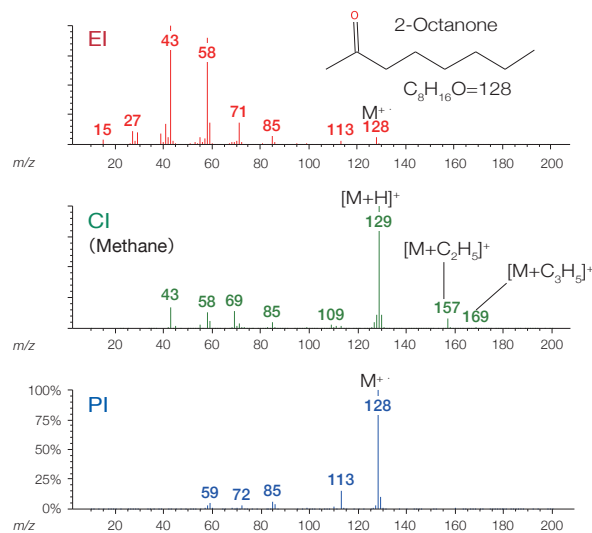 EI
43
58
O
2-Octanone
C₈H₁₆O=128
M⁺·
15
27
71
85
113
128
m/z 20 40 60 80 100 120 140 160 180 200
CI
(Methane)
[M+H]⁺
129
[M+C₂H₅]⁺
[M+C₃H₅]⁺
43
58
69
85
109
157
169
m/z 20 40 60 80 100 120 140 160 180 200
PI
M⁺·
128
100%
75%
50%
25%
0%
59
72
85
113
m/z 20 40 60 80 100 120 140 160 180 200